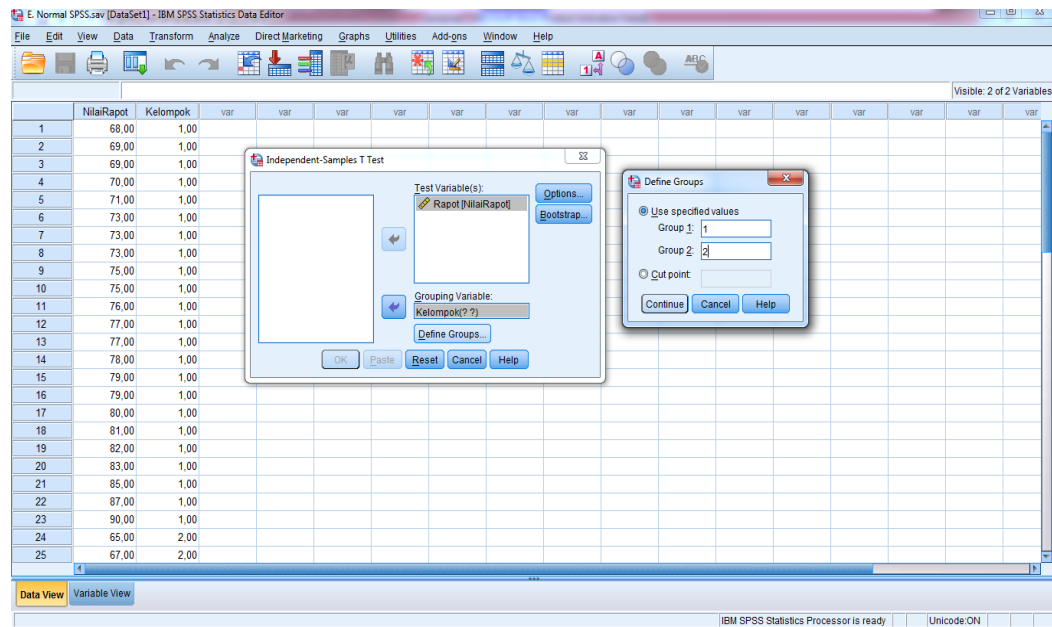 E. Normal SPSS.sav [DataSet1] - IBM SPSS Statistics Data Editor
File Edit View Data Transform Analyze Direct Marketing Graphs Utilities Add-ons Window Help
Visible: 2 of 2 Variables
NilaiRapot Kelompok var var var var var var var var var var var var var var var
1 68,00 1,00
2 69,00 1,00
3 69,00 1,00
4 70,00 1,00
5 71,00 1,00
6 73,00 1,00
7 73,00 1,00
8 73,00 1,00
9 75,00 1,00
10 75,00 1,00
11 76,00 1,00
12 77,00 1,00
13 77,00 1,00
14 78,00 1,00
15 79,00 1,00
16 79,00 1,00
17 80,00 1,00
18 81,00 1,00
19 82,00 1,00
20 83,00 1,00
21 85,00 1,00
22 87,00 1,00
23 90,00 1,00
24 65,00 2,00
25 67,00 2,00
Independent-Samples T Test
Test Variable(s):
Rapot [NilaiRapot]
Options...
Bootstrap...
Grouping Variable:
Kelompok(? ?)
Define Groups...
OK Paste Reset Cancel Help
Define Groups
Use specified values
Group 1: 1
Group 2: 2
Cut point:
Continue Cancel Help
Data View Variable View
IBM SPSS Statistics Processor is ready Unicode:ON